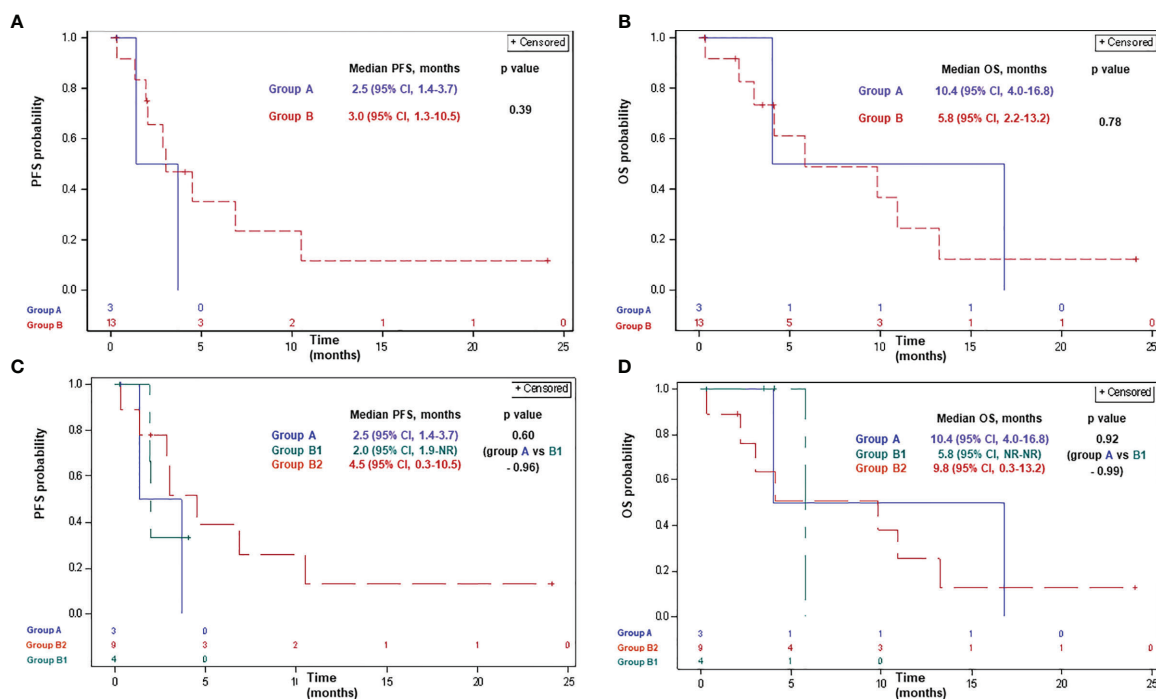 A
+ Censored
Median PFS, months p value
Group A 2.5 (95% CI, 1.4-3.7)
0.39
Group B 3.0 (95% CI, 1.3-10.5)
PFS probability
1.0
0.8
0.6
0.4
0.2
0.0
Group A 3 0
Group B 13 3 2 1 1 0
0 5 10 15 20 25
Time
(months)
B
+ Censored
Median OS, months p value
Group A 10.4 (95% CI, 4.0-16.8)
Group B 5.8 (95% CI, 2.2-13.2) 0.78
OS probability
1.0
0.8
0.6
0.4
0.2
0.0
Group A 3 1 1 1 0
Group B 13 5 3 1 1 0
0 5 10 15 20 25
Time
(months)
C
+ Censored
Median PFS, months p value
Group A 2.5 (95% CI, 1.4-3.7) 0.60
Group B1 2.0 (95% CI, 1.9-NR) (group A vs B1
Group B2 4.5 (95% CI, 0.3-10.5) - 0.96)
PFS probability
1.0
0.8
0.6
0.4
0.2
0.0
Group A 3 0
Group B2 9 3 2 1 1 0
Group B1 4 0
0 5 10 15 20 25
Time
(months)
D
+ Censored
Median OS, months p value
Group A 10.4 (95% CI, 4.0-16.8) 0.92
Group B1 5.8 (95% CI, NR-NR) (group A vs B1
Group B2 9.8 (95% CI, 0.3-13.2) - 0.99)
OS probability
1.0
0.8
0.6
0.4
0.2
0.0
Group A 3 1 1 1 0
Group B2 9 4 3 1 1 0
Group B1 4 1 0
0 5 10 15 20 25
Time
(months)